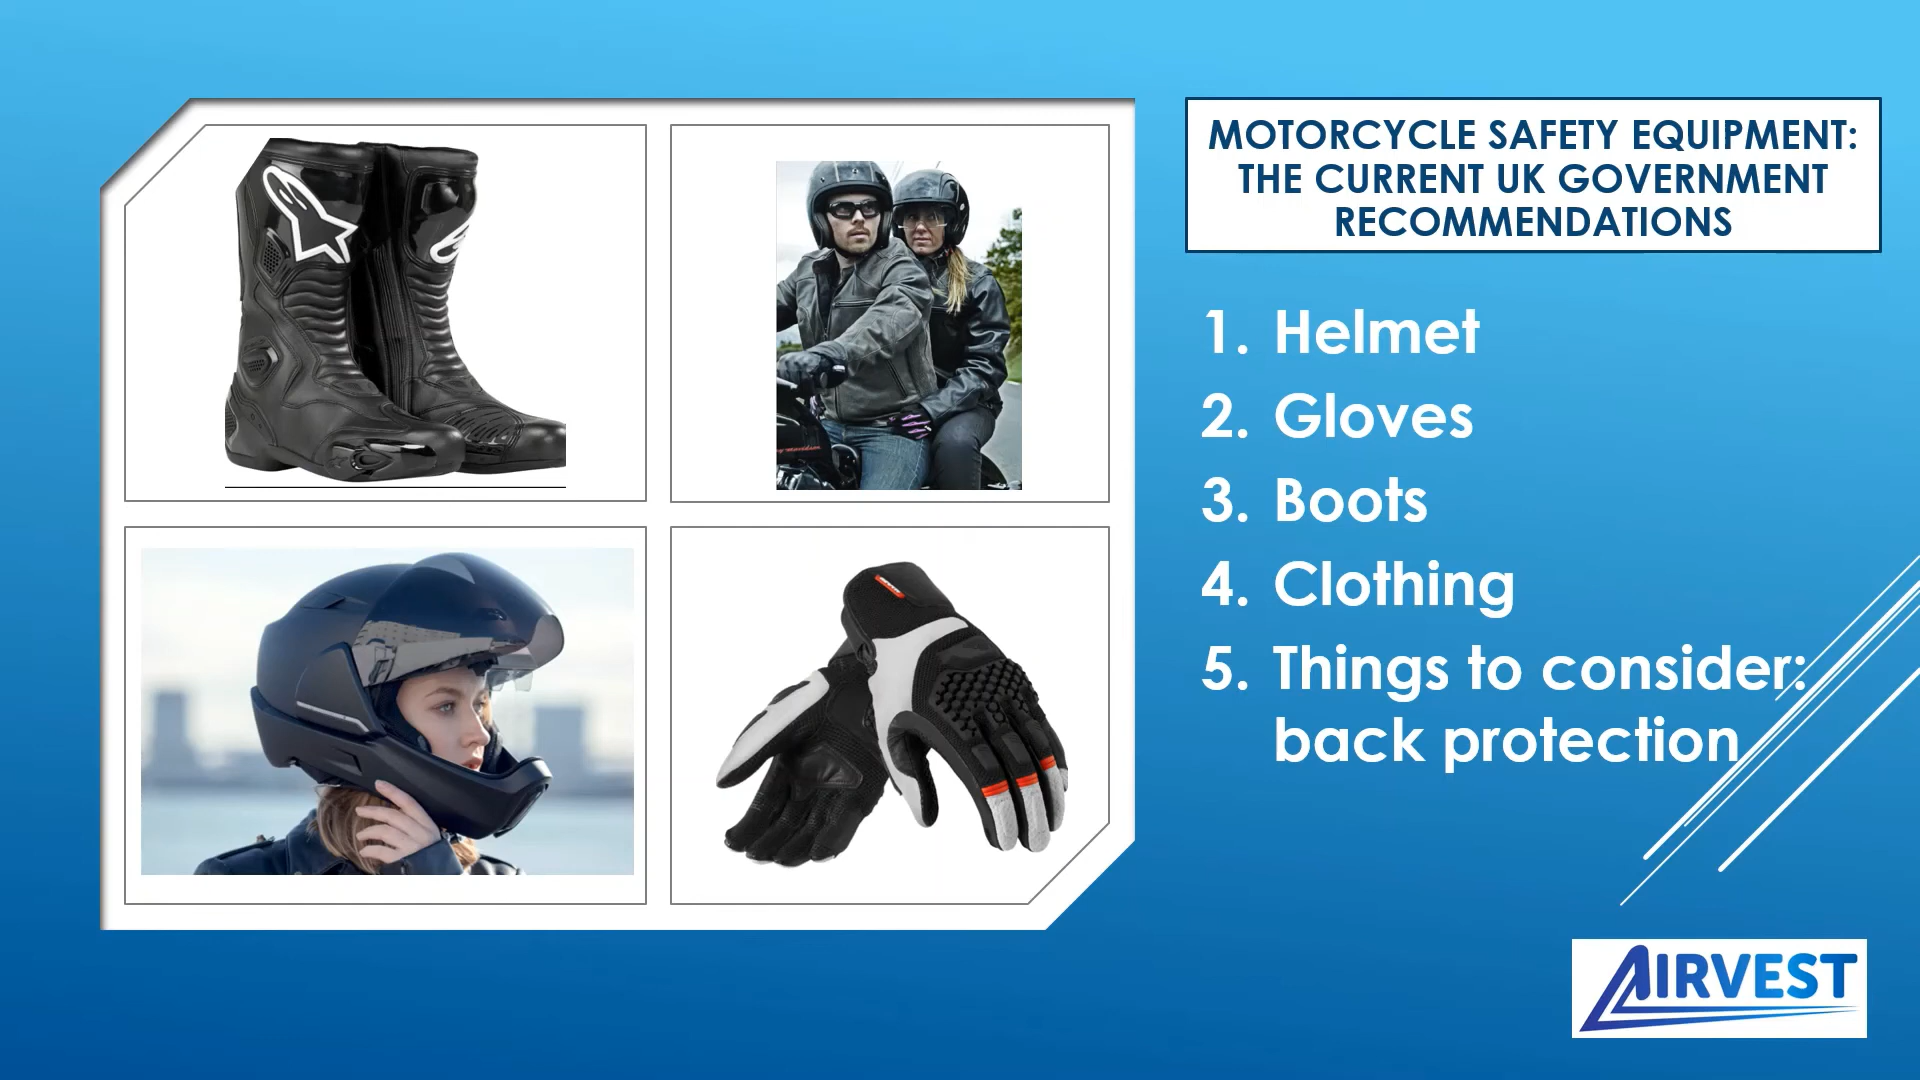 MOTORCYCLE SAFETY EQUIPMENT:
THE CURRENT UK GOVERNMENT
RECOMMENDATIONS
1. Helmet
2. Gloves
3. Boots
4. Clothing
5. Things to consider:
back protection
AIRVEST